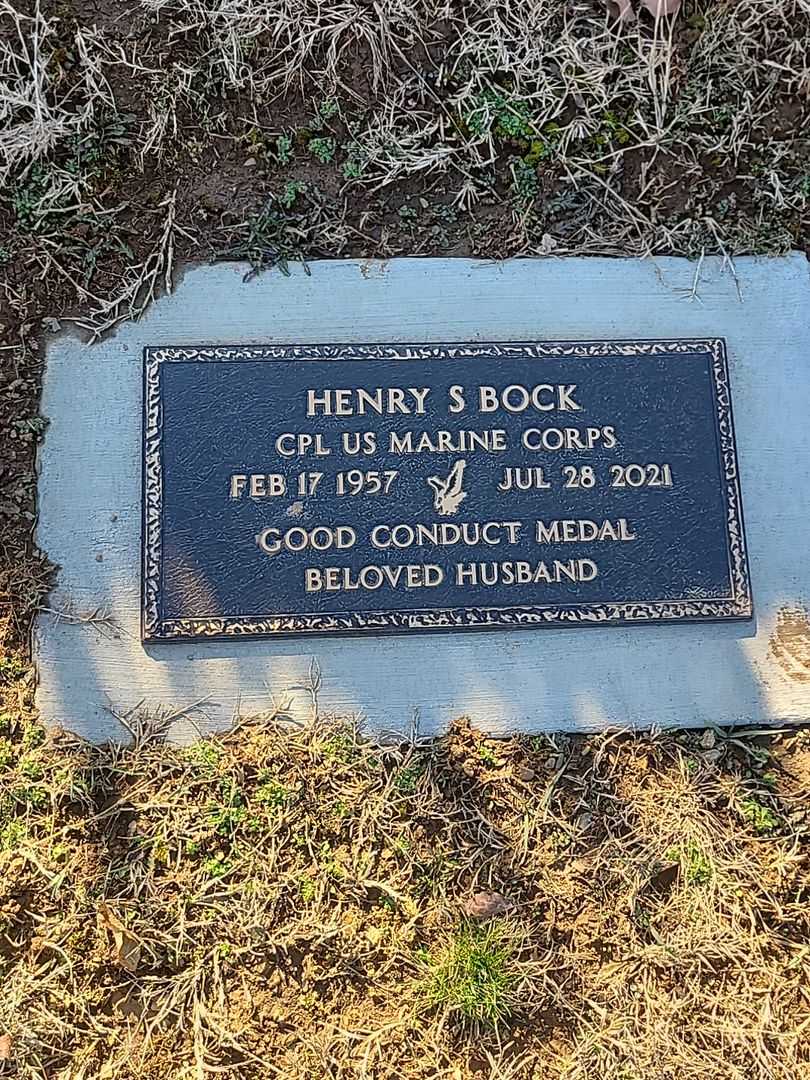 HENRY S BOCK
CPL US MARINE CORPS
FEB 17 1957 JUL 28 2021
GOOD CONDUCT MEDAL
BELOVED HUSBAND